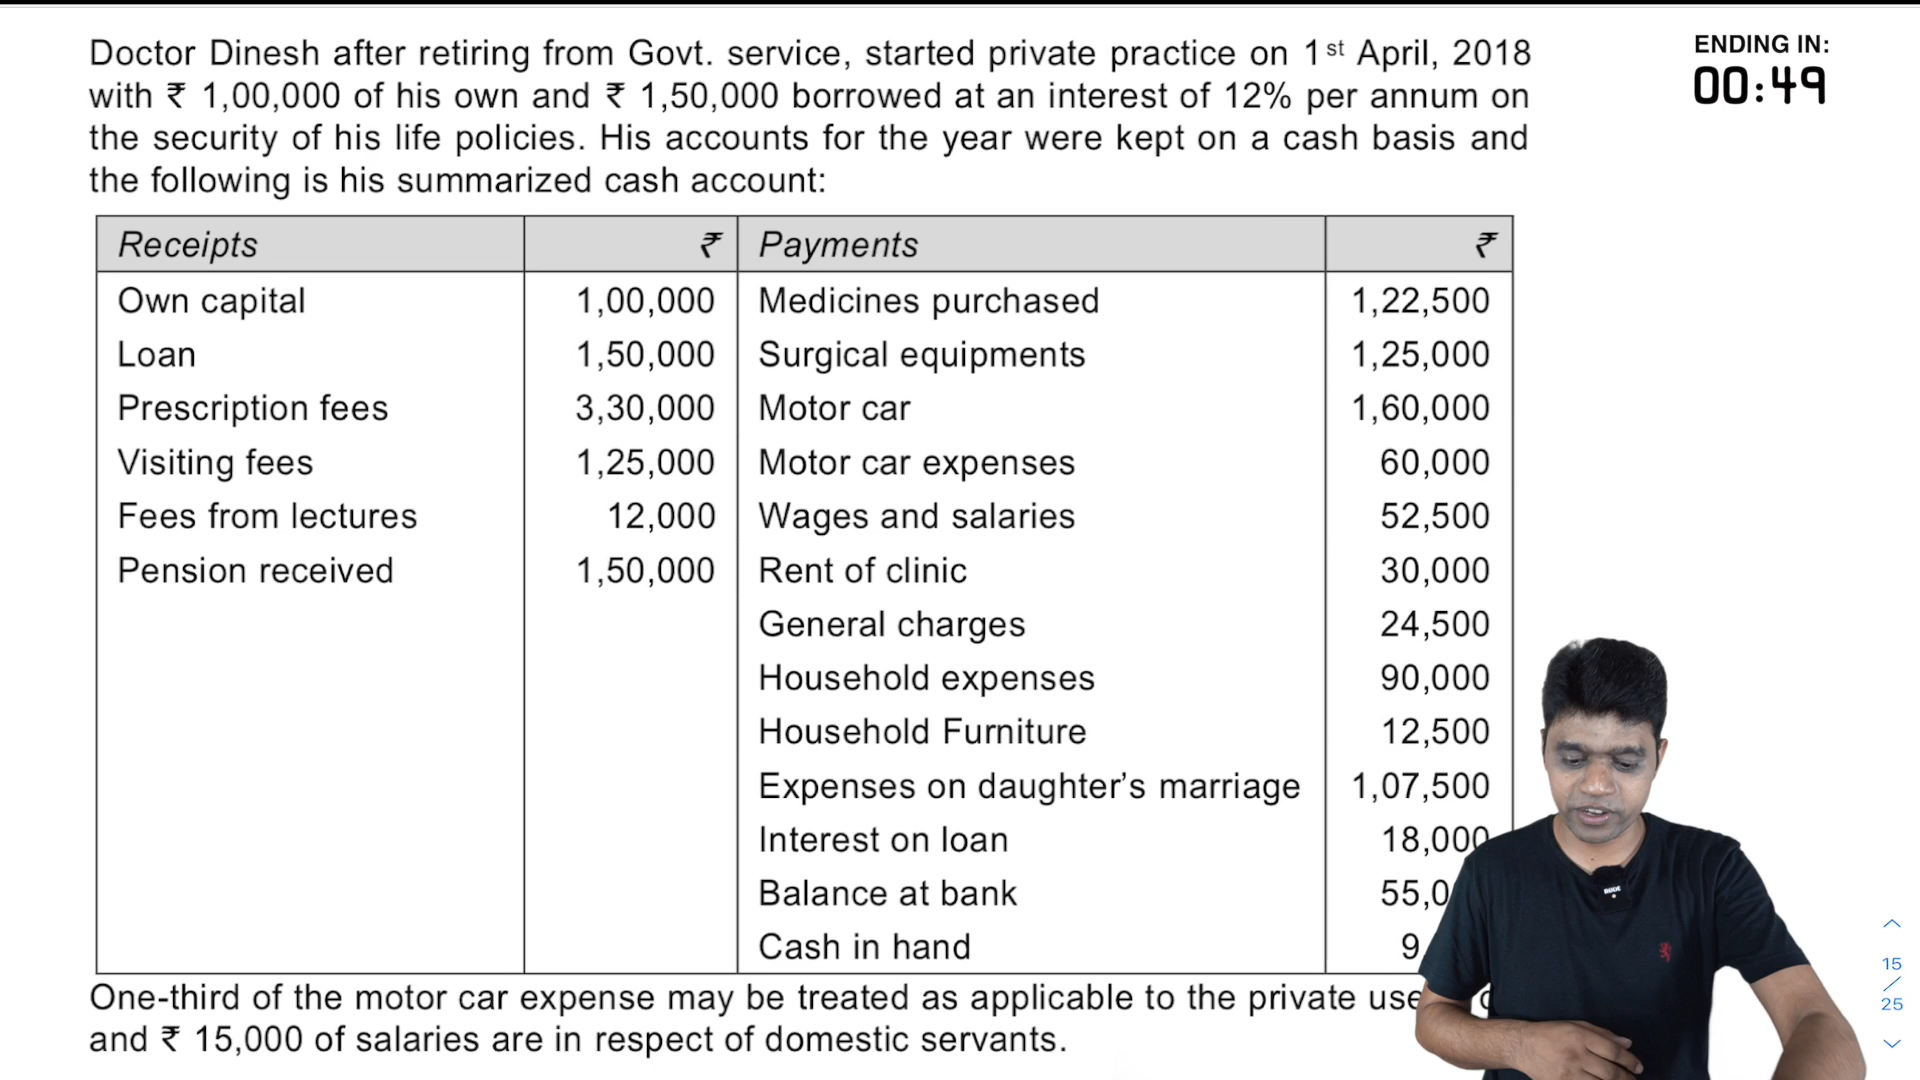 Doctor Dinesh after retiring from Govt. service, started private practice on 1st April, 2018
with ₹ 1,00,000 of his own and ₹ 1,50,000 borrowed at an interest of 12% per annum on
the security of his life policies. His accounts for the year were kept on a cash basis and
the following is his summarized cash account:
ENDING IN:
00:49
Receipts ₹ Payments ₹
Own capital 1,00,000 Medicines purchased 1,22,500
Loan 1,50,000 Surgical equipments 1,25,000
Prescription fees 3,30,000 Motor car 1,60,000
Visiting fees 1,25,000 Motor car expenses 60,000
Fees from lectures 12,000 Wages and salaries 52,500
Pension received 1,50,000 Rent of clinic 30,000
General charges 24,500
Household expenses 90,000
Household Furniture 12,500
Expenses on daughter's marriage 1,07,500
Interest on loan 18,000
Balance at bank 55,0
Cash in hand 9
One-third of the motor car expense may be treated as applicable to the private use
and ₹ 15,000 of salaries are in respect of domestic servants.
RODE
15
/
25